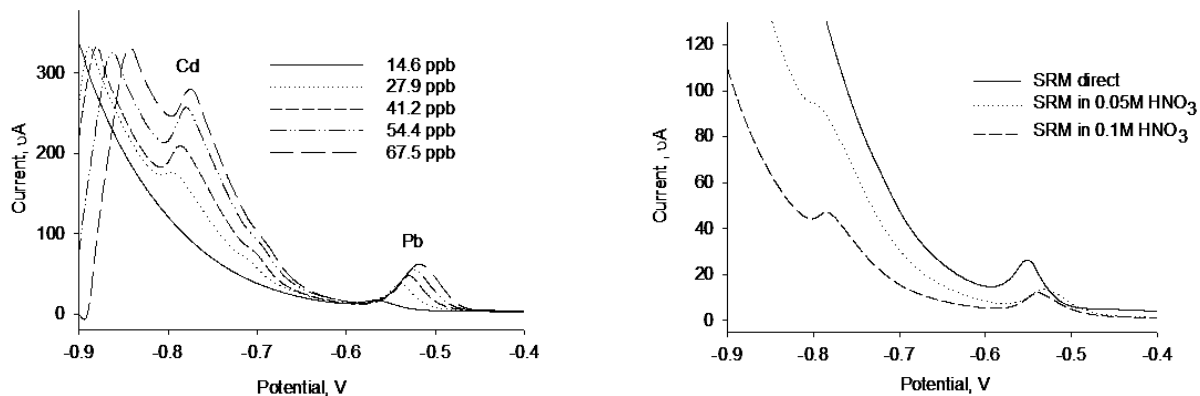 300
200
100
0
Current, υA
Cd
Pb
14.6 ppb
27.9 ppb
41.2 ppb
54.4 ppb
67.5 ppb
-0.9 -0.8 -0.7 -0.6 -0.5 -0.4
Potential, V
120
100
80
60
40
20
0
Current , υA
SRM direct
SRM in 0.05M HNO3
SRM in 0.1M HNO3
-0.9 -0.8 -0.7 -0.6 -0.5 -0.4
Potential, V